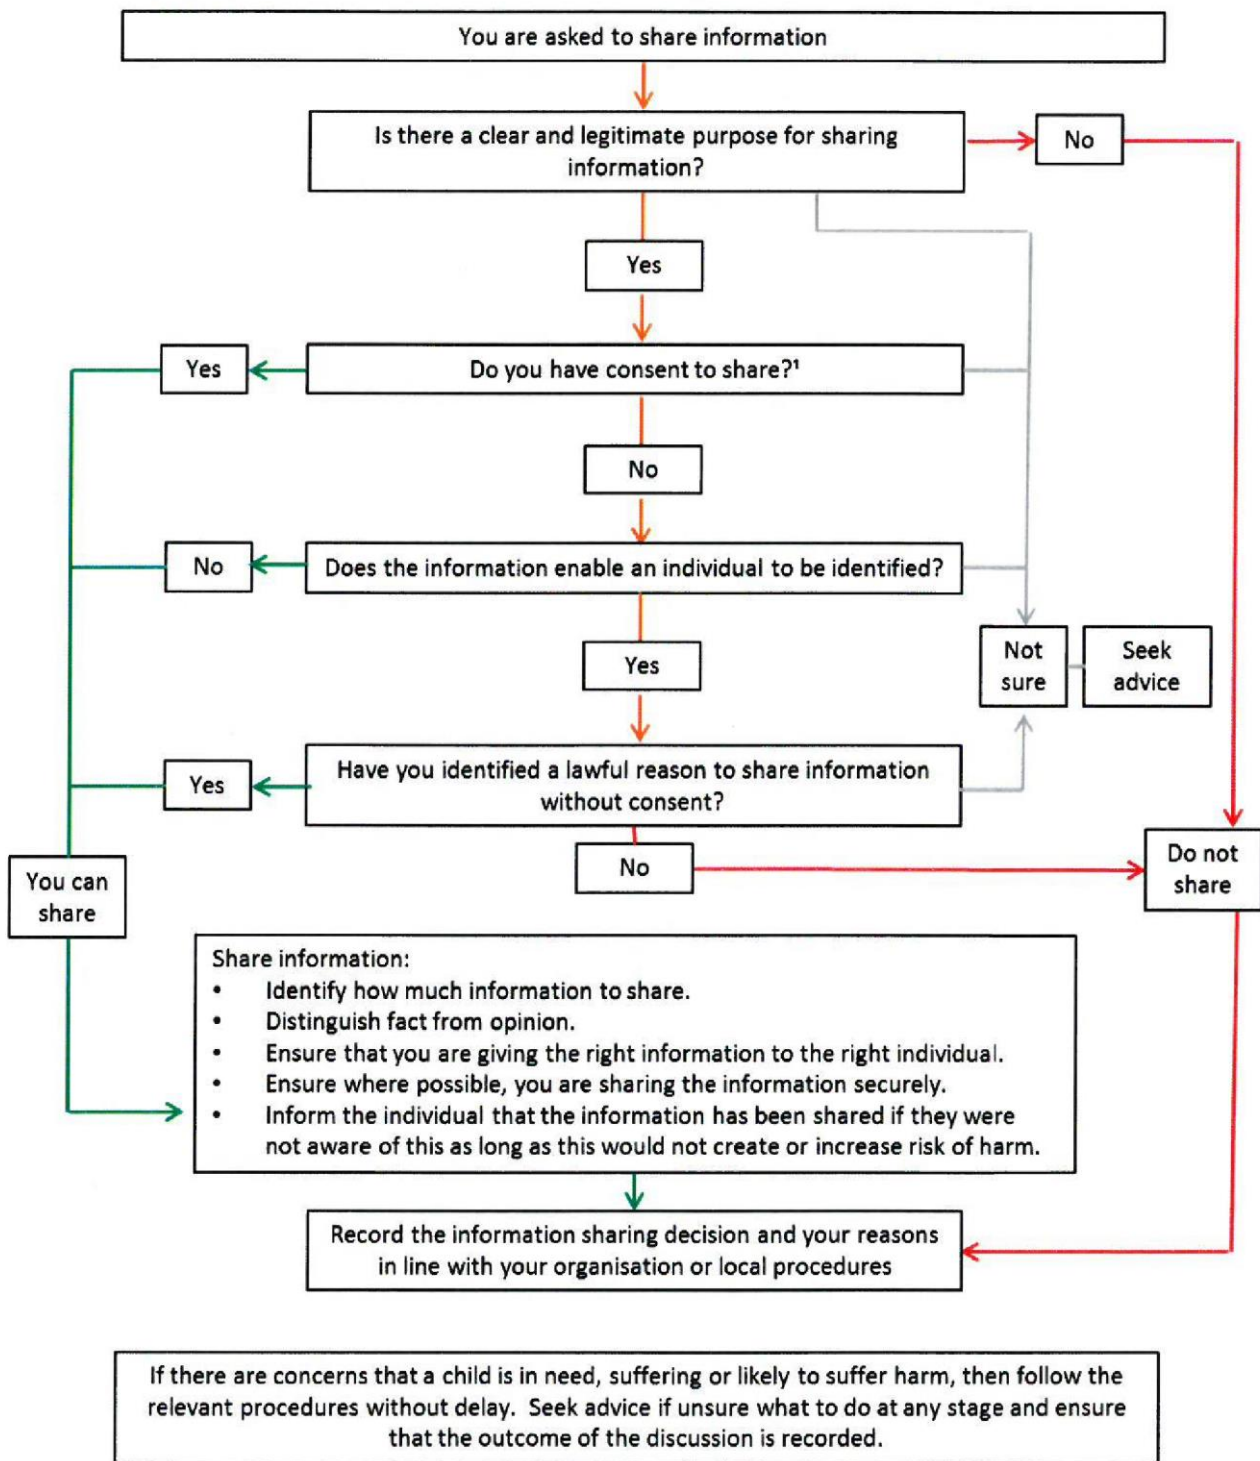 You are asked to share information
Is there a clear and legitimate purpose for sharing
information?
No
Yes
Yes
Do you have consent to share?¹
No
No
Does the information enable an individual to be identified?
Yes
Not
sure
Seek
advice
Yes
Have you identified a lawful reason to share information
without consent?
No
Do not
share
You can
share
Share information:
• Identify how much information to share.
• Distinguish fact from opinion.
• Ensure that you are giving the right information to the right individual.
• Ensure where possible, you are sharing the information securely.
• Inform the individual that the information has been shared if they were
not aware of this as long as this would not create or increase risk of harm.
Record the information sharing decision and your reasons
in line with your organisation or local procedures
If there are concerns that a child is in need, suffering or likely to suffer harm, then follow the
relevant procedures without delay. Seek advice if unsure what to do at any stage and ensure
that the outcome of the discussion is recorded.